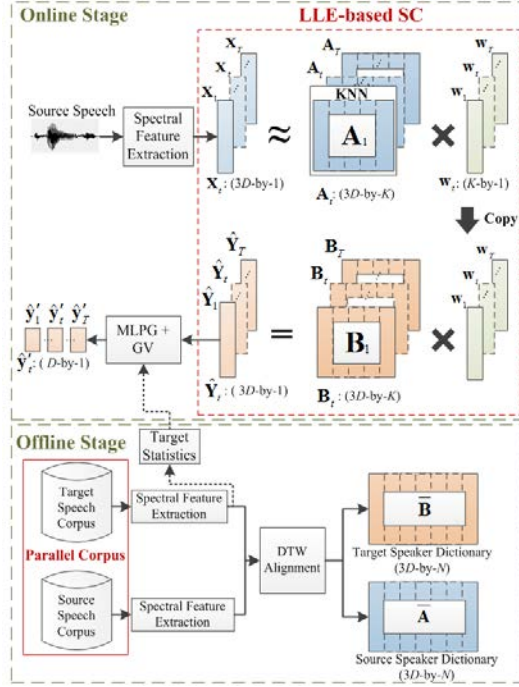 Online Stage
LLE-based SC
Source Speech
Spectral
Feature
Extraction
X_T
X_t
X_1
X_t : (3D-by-1)
≈
A_T
A_t
KNN
A_1
A_t : (3D-by-K)
×
w_T
w_t
w_1
w_t : (K-by-1)
Copy
ŷ'_1 ŷ'_t ŷ'_T
ŷ'_t : ( D-by-1)
MLPG +
GV
Ŷ_T
Ŷ_t
Ŷ_1
Ŷ_t : ( 3D-by-1)
=
B_T
B_t
B_1
B_t : (3D-by-K)
×
w_T
w_t
w_1
Offline Stage
Target
Statistics
Target
Speech
Corpus
Spectral Feature
Extraction
Parallel Corpus
Source
Speech
Corpus
Spectral Feature
Extraction
DTW
Alignment
B̅
Target Speaker Dictionary
(3D-by-N)
A̅
Source Speaker Dictionary
(3D-by-N)